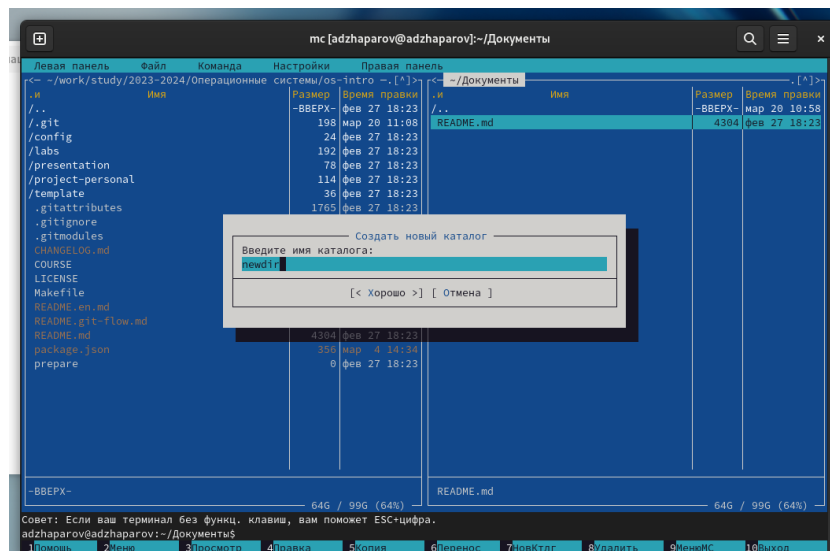 mc [adzhaparov@adzhaparov]:~/Документы
Левая панель Файл Команда Настройки Правая панель
<— ~/work/study/2023-2024/Операционные системы/os-intro —.[^]>
.и Имя Размер Время правки
/.. -ВВЕРХ- фев 27 18:23
/.git 198 мар 20 11:08
/config 24 фев 27 18:23
/labs 192 фев 27 18:23
/presentation 78 фев 27 18:23
/project-personal 114 фев 27 18:23
/template 36 фев 27 18:23
.gitattributes 1765 фев 27 18:23
.gitignore
.gitmodules
CHANGELOG.md
COURSE
LICENSE
Makefile
README.en.md
README.git-flow.md
README.md 4304 фев 27 18:23
package.json 356 мар 4 14:34
prepare 0 фев 27 18:23
-ВВЕРХ-
64G / 99G (64%)
<— ~/Документы .[^]>
.и Имя Размер Время правки
/.. -ВВЕРХ- мар 20 10:58
README.md 4304 фев 27 18:23
README.md
64G / 99G (64%)
Создать новый каталог
Введите имя каталога:
newdir
[< Хорошо >] [ Отмена ]
Совет: Если ваш терминал без функц. клавиш, вам поможет ESC+цифра.
adzhaparov@adzhaparov:~/Документы$
1Помощь 2Меню 3Просмотр 4Правка 5Копия 6Перенос 7НовКтлг 8Удалить 9МенюMC 10Выход